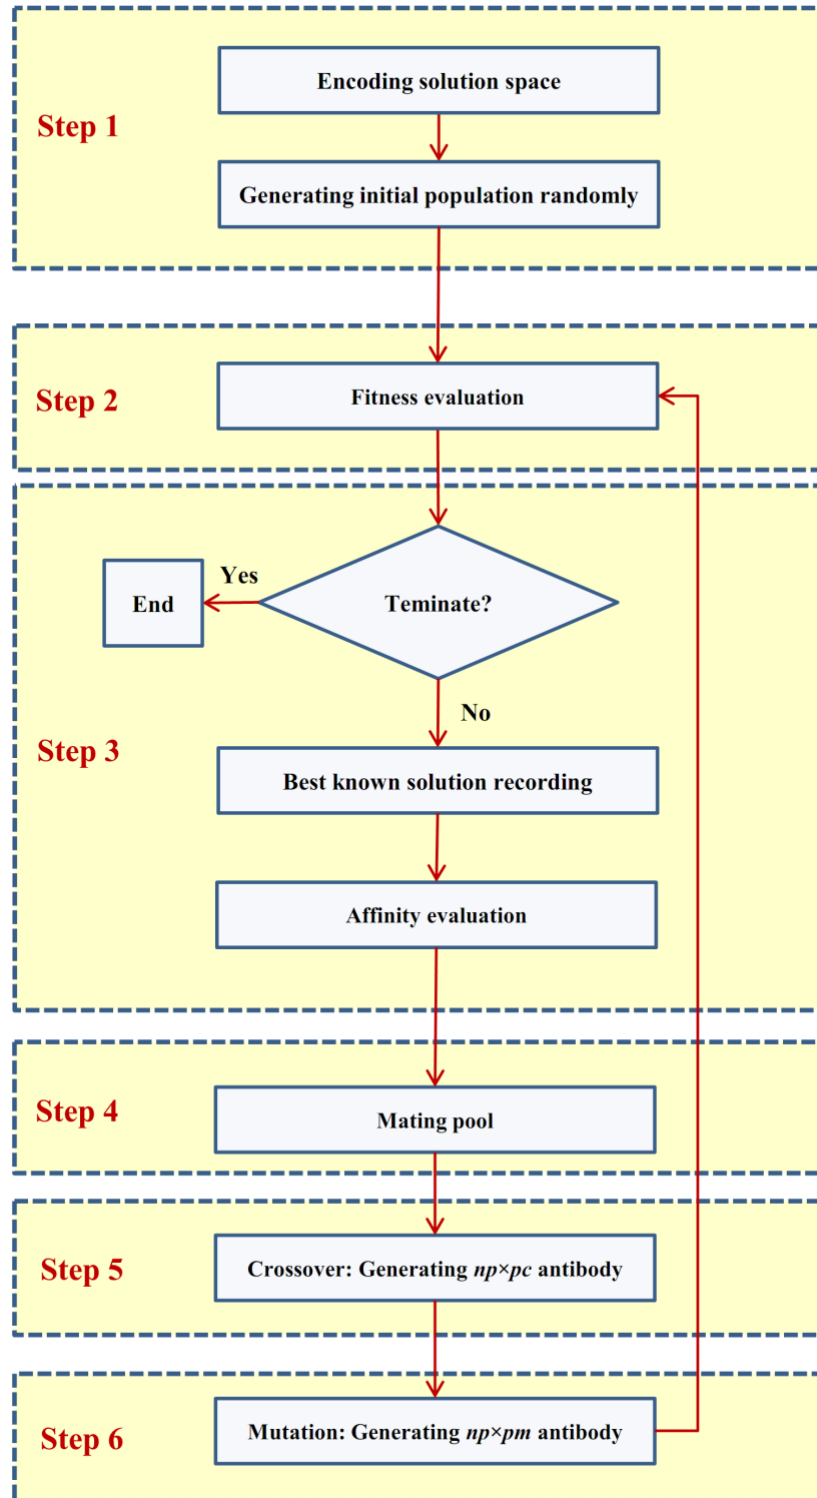 Step 1
Encoding solution space
Generating initial population randomly
Step 2
Fitness evaluation
Step 3
Teminate?
Yes
End
No
Best known solution recording
Affinity evaluation
Step 4
Mating pool
Step 5
Crossover: Generating np×pc antibody
Step 6
Mutation: Generating np×pm antibody